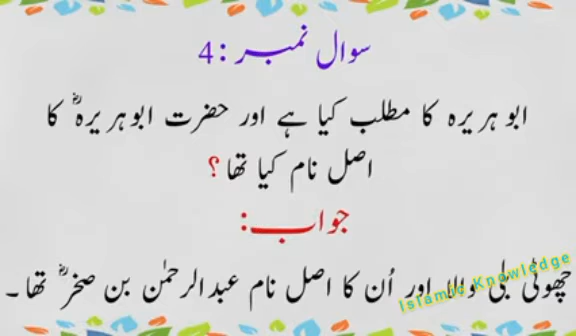 سوال نمبر :4
ابو ہریرہ کا مطلب کیا ہے اور حضرت ابو ہریرہؓ کا
اصل نام کیا تھا ؟
جواب:
چھوٹی بلی والا اور اُن کا اصل نام عبدالرحمٰن بن صخرؓ تھا۔
Islamic Knowledge